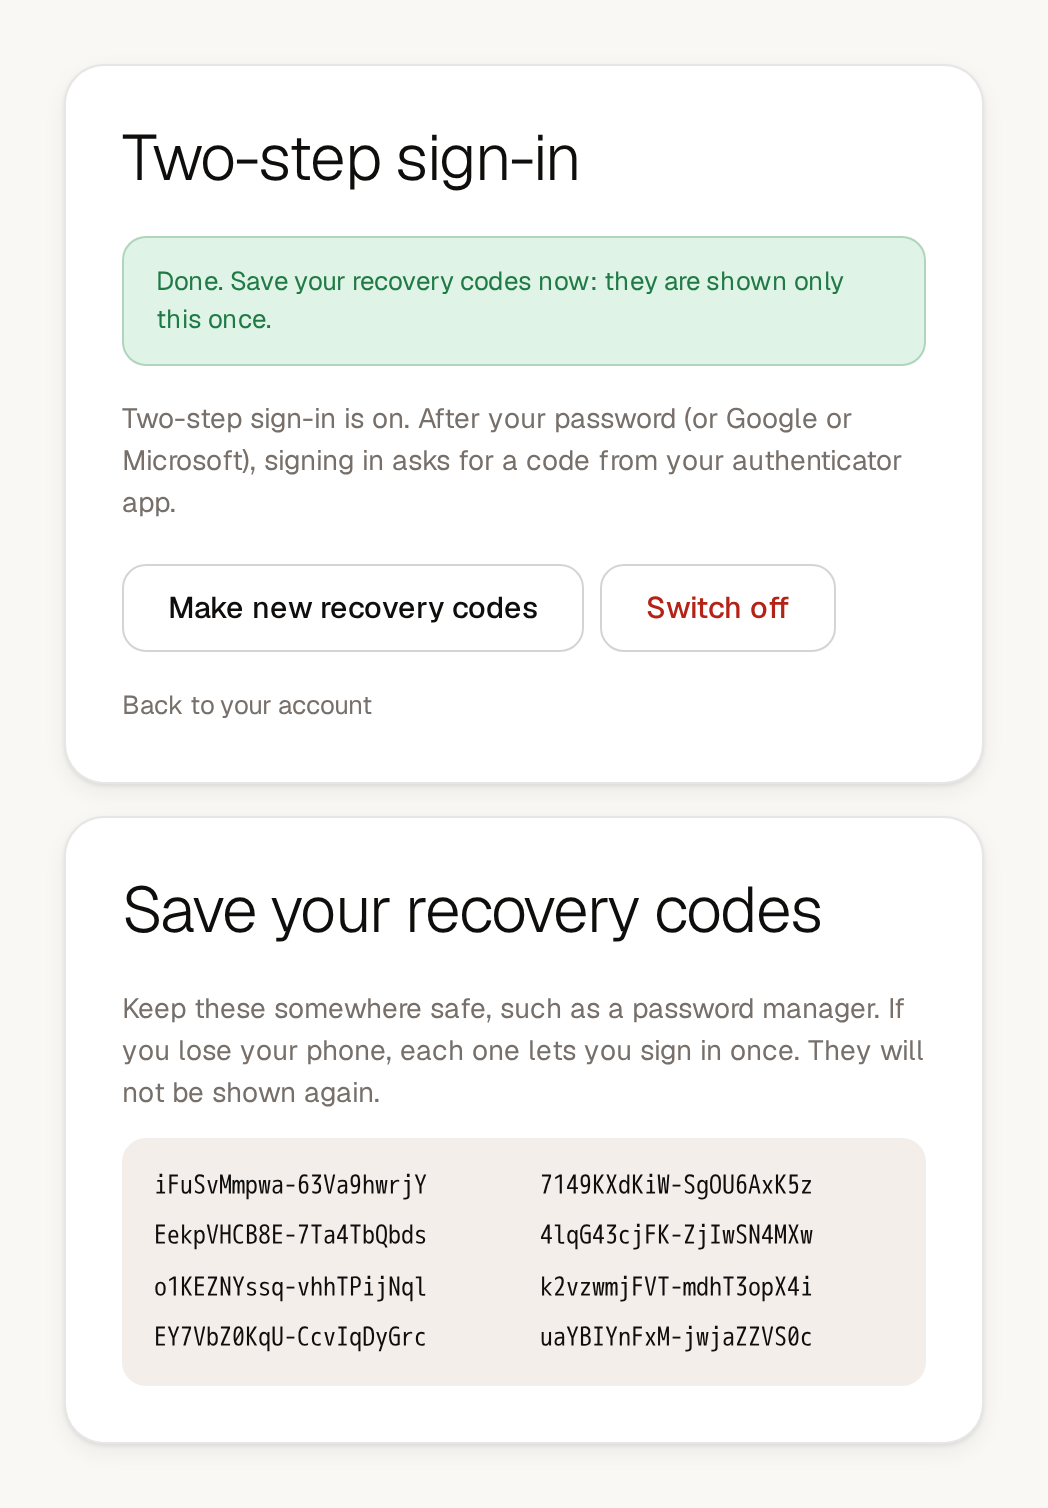 Two-step sign-in
Done. Save your recovery codes now: they are shown only
this once.
Two-step sign-in is on. After your password (or Google or
Microsoft), signing in asks for a code from your authenticator
app.
Make new recovery codes
Switch off
Back to your account
Save your recovery codes
Keep these somewhere safe, such as a password manager. If
you lose your phone, each one lets you sign in once. They will
not be shown again.
iFuSvMmpwa-63Va9hwrjY 7149KXdKiW-SgOU6AxK5z
EekpVHCB8E-7Ta4TbQbds 4lqG43cjFK-ZjIwSN4MXw
o1KEZNYssq-vhhTPijNql k2vzwmjFVT-mdhT3opX4i
EY7VbZ0KqU-CcvIqDyGrc uaYBIYnFxM-jwjaZZVS0c